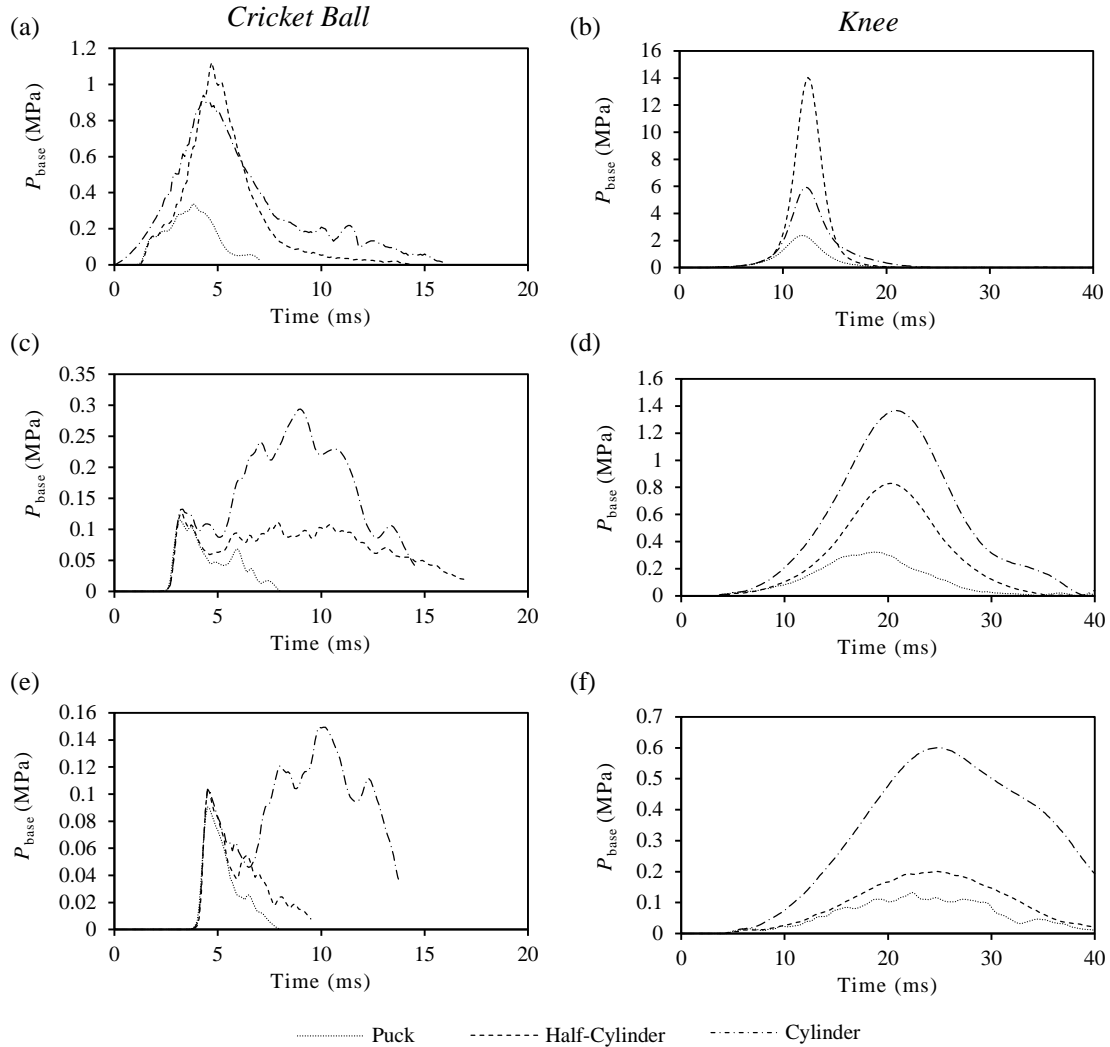 Cricket Ball
Knee
(a)
1.2
1
0.8
0.6
0.4
0.2
0
P base (MPa)
0 5 10 15 20
Time (ms)
(b)
16
14
12
10
8
6
4
2
0
P base (MPa)
0 10 20 30 40
Time (ms)
(c)
0.35
0.3
0.25
0.2
0.15
0.1
0.05
0
P base (MPa)
0 5 10 15 20
Time (ms)
(d)
1.6
1.4
1.2
1
0.8
0.6
0.4
0.2
0
P base (MPa)
0 10 20 30 40
Time (ms)
(e)
0.16
0.14
0.12
0.1
0.08
0.06
0.04
0.02
0
P base (MPa)
0 5 10 15 20
Time (ms)
(f)
0.7
0.6
0.5
0.4
0.3
0.2
0.1
0
P base (MPa)
0 10 20 30 40
Time (ms)
Puck Half-Cylinder Cylinder